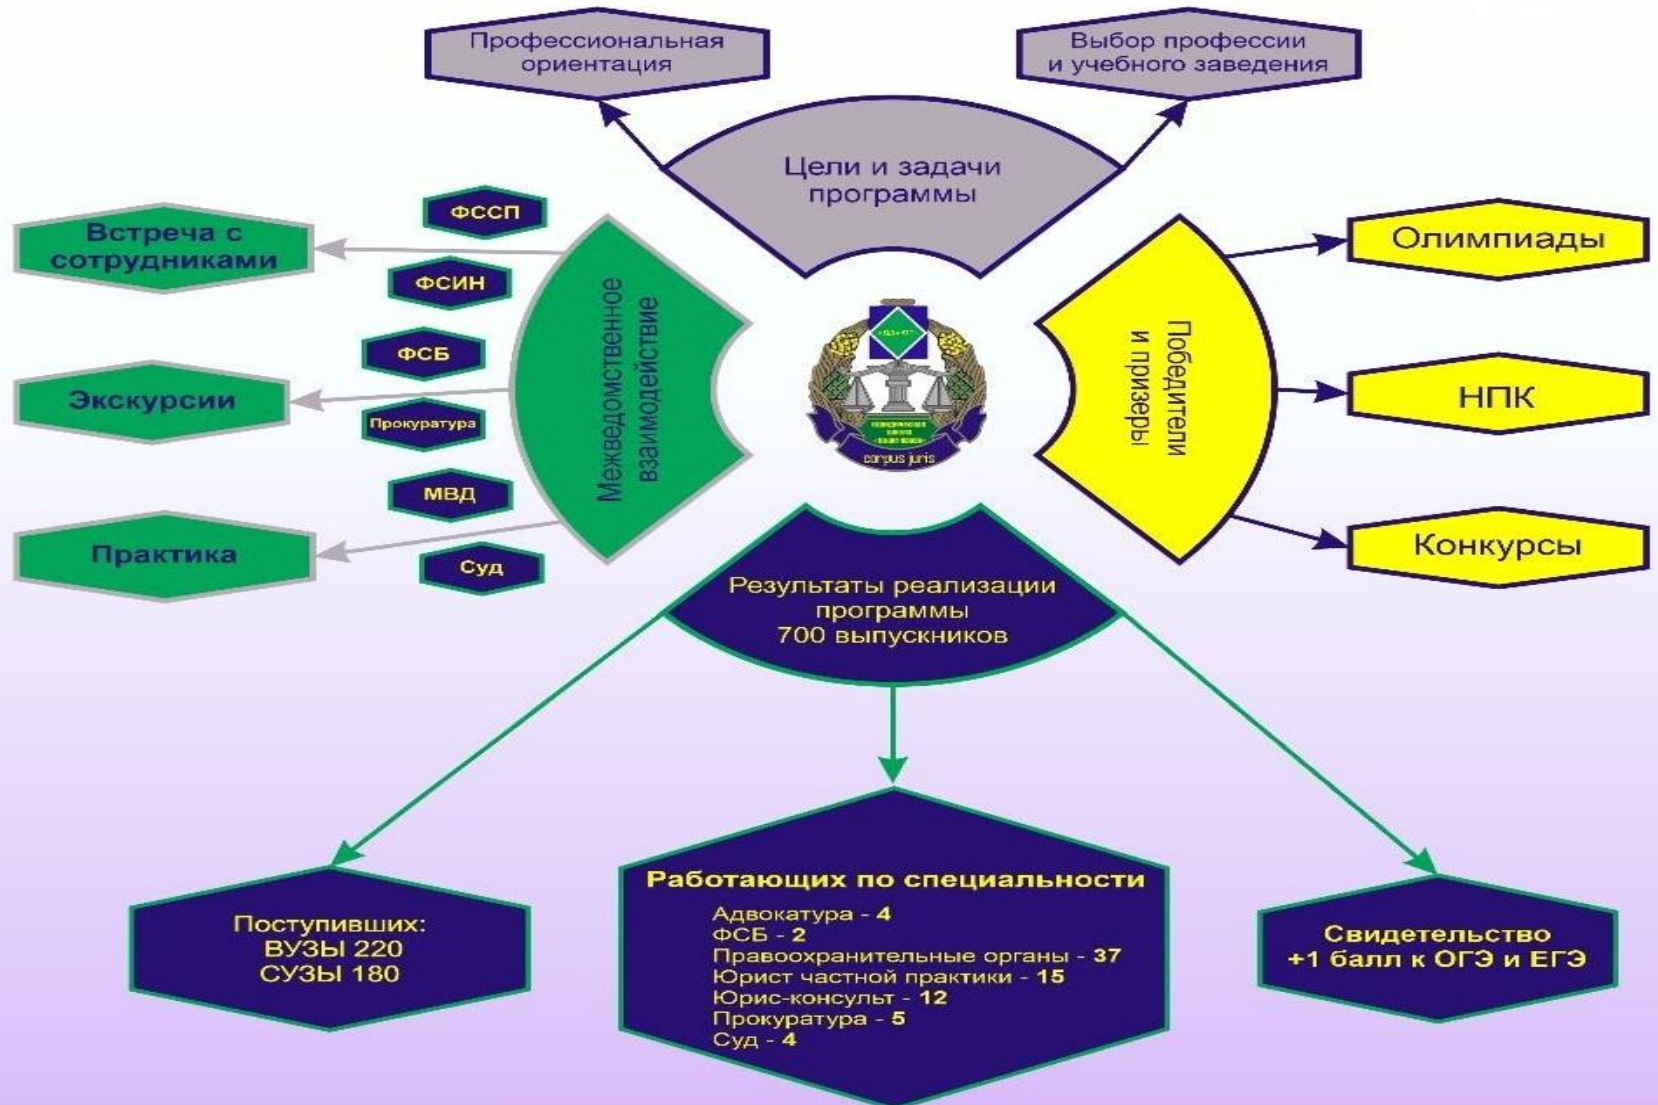 Профессиональная
ориентация
Выбор профессии
и учебного заведения
Цели и задачи
программы
Встреча с
сотрудниками
Экскурсии
Практика
ФССП
ФСИН
ФСБ
Прокуратура
МВД
Суд
Межведомственное
взаимодействие
corpus juris
Победители
и призеры
Олимпиады
НПК
Конкурсы
Результаты реализации
программы
700 выпускников
Поступивших:
ВУЗЫ 220
СУЗЫ 180
Работающих по специальности
Адвокатура - 4
ФСБ - 2
Правоохранительные органы - 37
Юрист частной практики - 15
Юрис-консульт - 12
Прокуратура - 5
Суд - 4
Свидетельство
+1 балл к ОГЭ и ЕГЭ